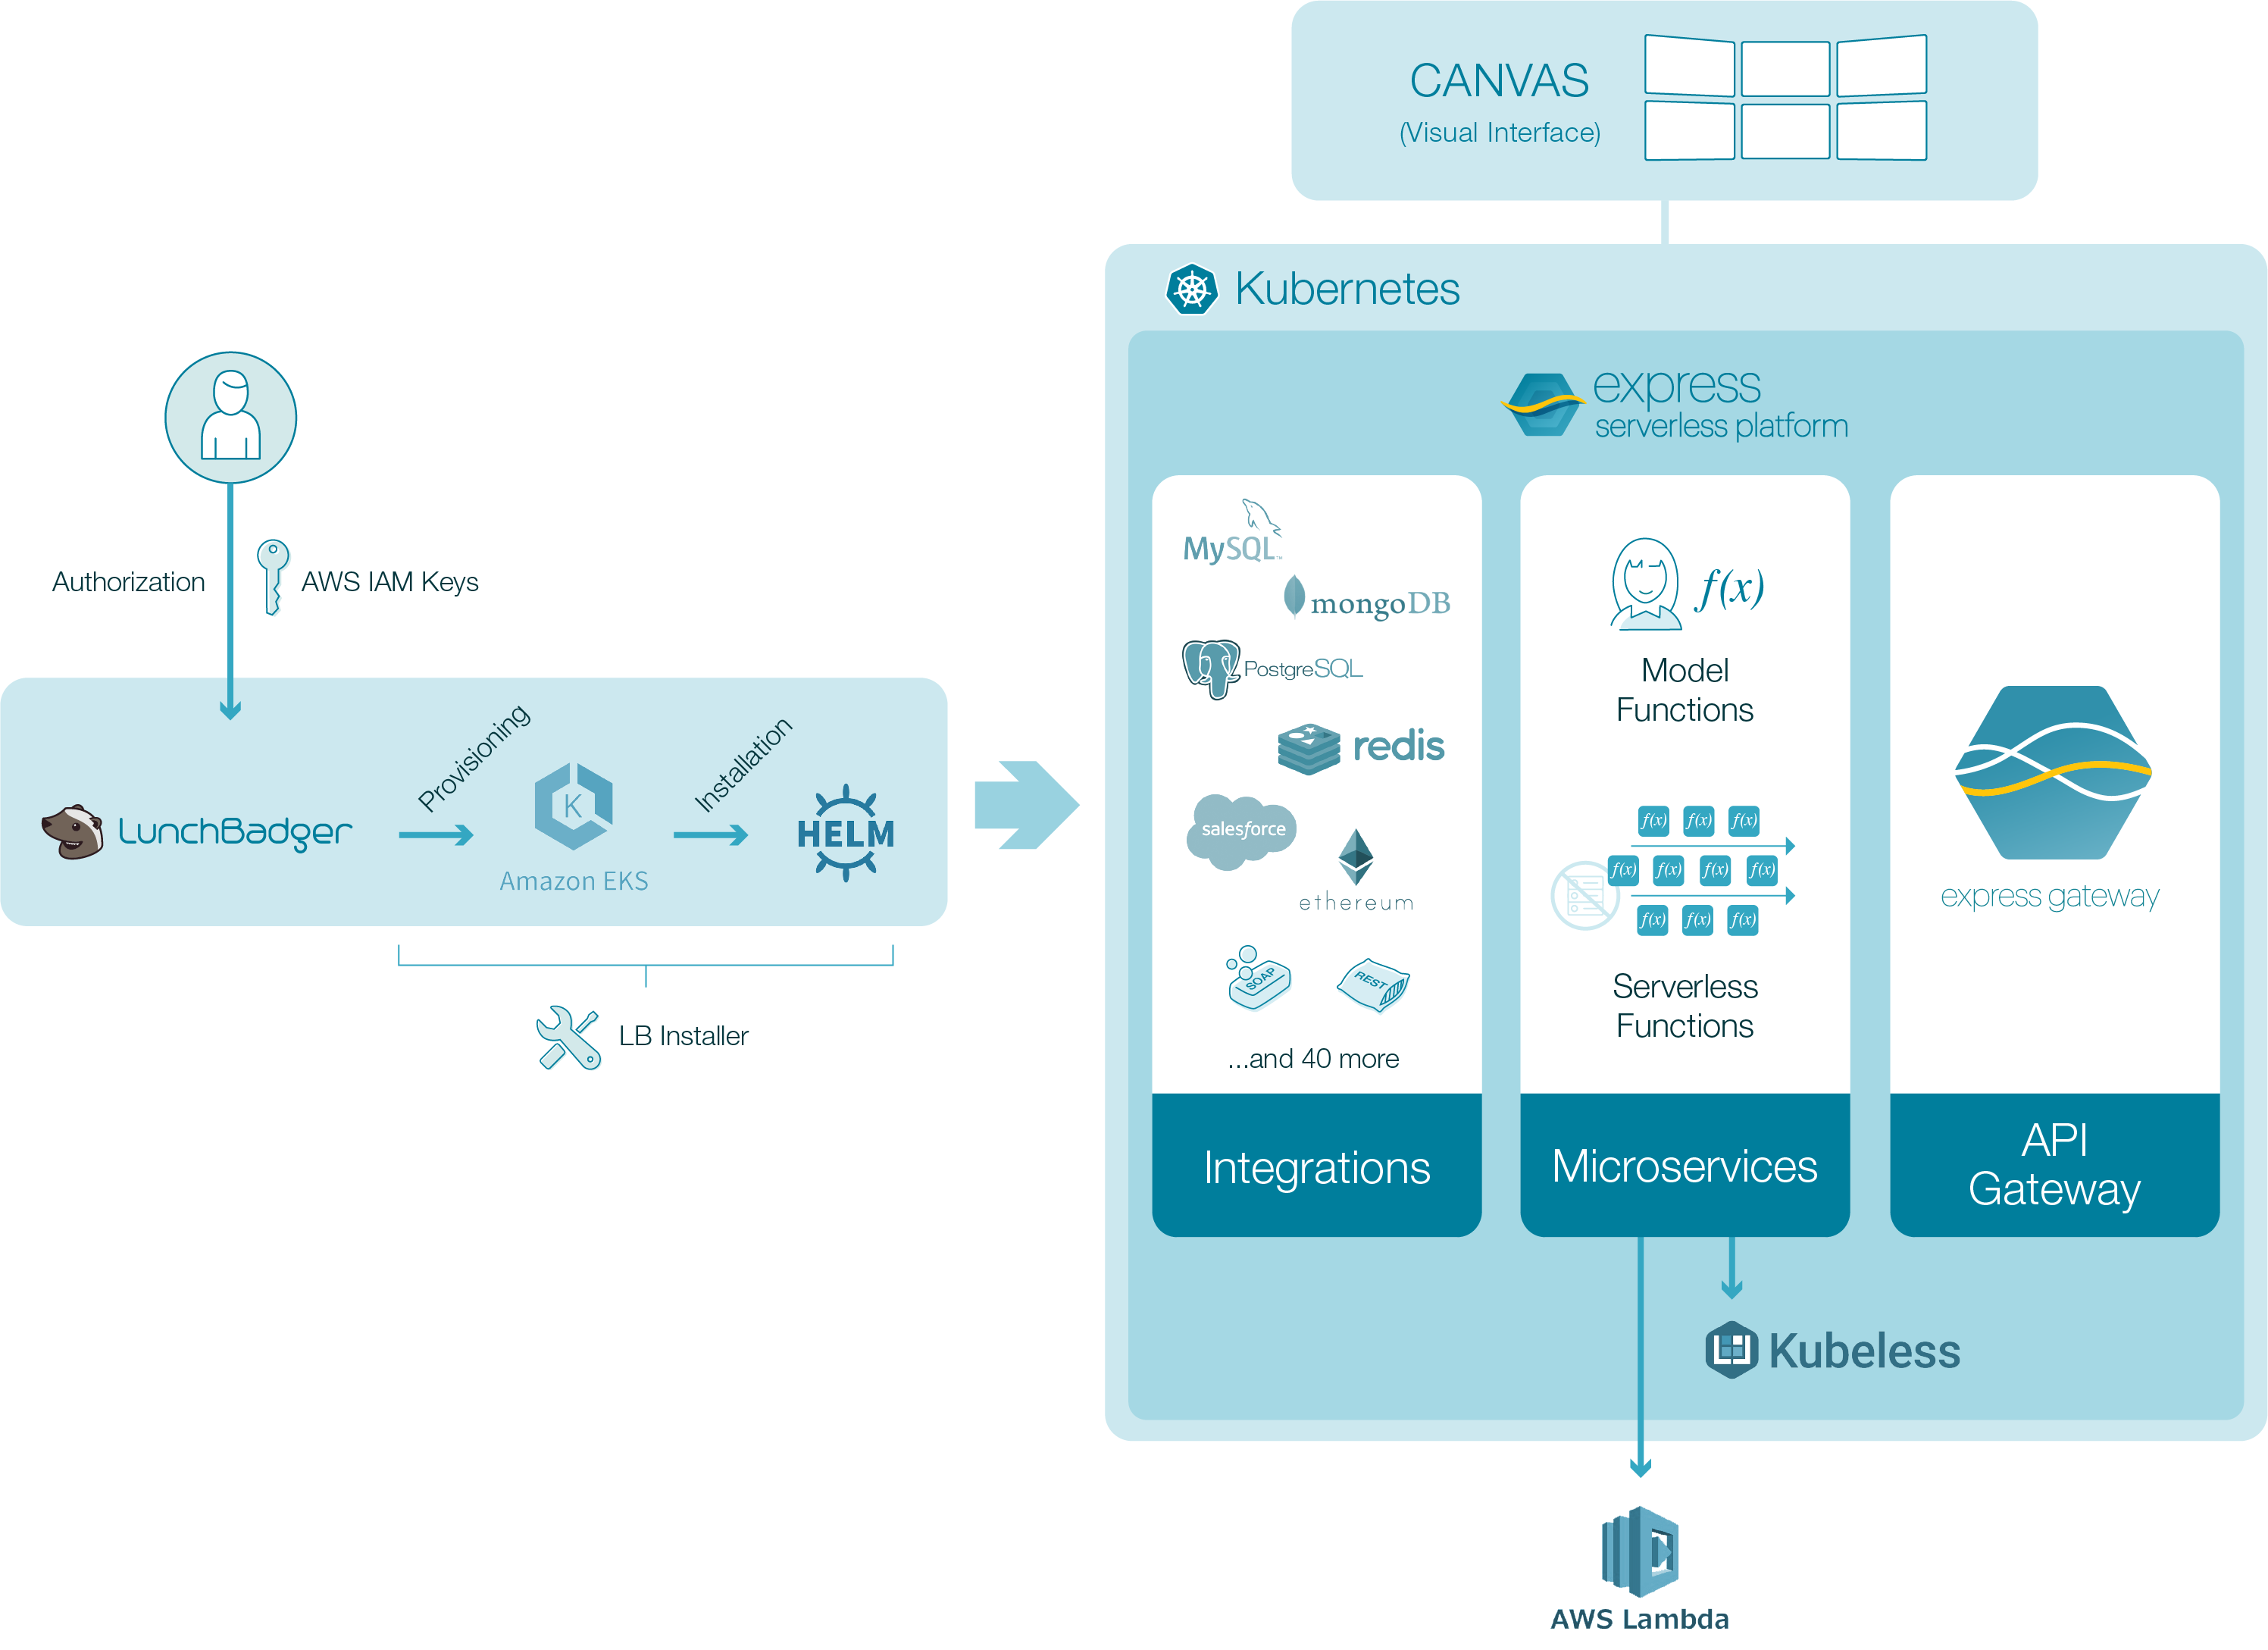 CANVAS
(Visual Interface)
Kubernetes
express
serverless platform
Authorization
AWS IAM Keys
LunchBadger
Provisioning
K
Amazon EKS
Installation
HELM
LB Installer
MySQL™
mongoDB
PostgreSQL
redis
salesforce
ethereum
SOAP
REST
...and 40 more
Integrations
f(x)
Model
Functions
f(x) f(x) f(x)
f(x) f(x) f(x) f(x)
f(x) f(x) f(x)
Serverless
Functions
Microservices
express gateway
API
Gateway
Kubeless
AWS Lambda